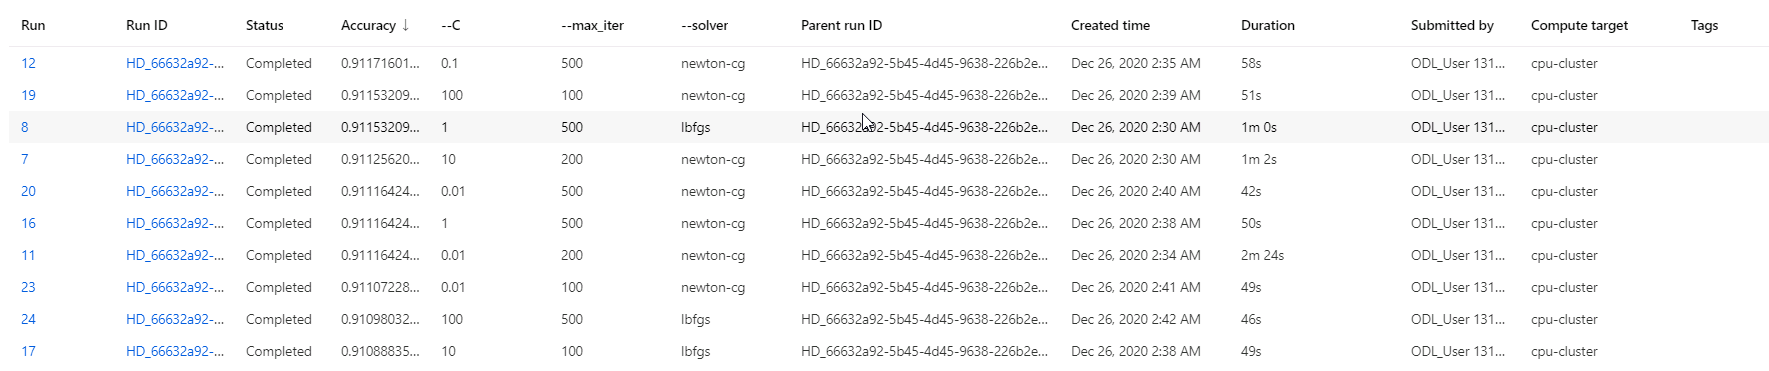 Run Run ID Status Accuracy ↓ --C --max_iter --solver Parent run ID Created time Duration Submitted by Compute target Tags
12 HD_66632a92-... Completed 0.91171601... 0.1 500 newton-cg HD_66632a92-5b45-4d45-9638-226b2e... Dec 26, 2020 2:35 AM 58s ODL_User 131... cpu-cluster
19 HD_66632a92-... Completed 0.91153209... 100 100 newton-cg HD_66632a92-5b45-4d45-9638-226b2e... Dec 26, 2020 2:39 AM 51s ODL_User 131... cpu-cluster
8 HD_66632a92-... Completed 0.91153209... 1 500 lbfgs HD_66632a92-5b45-4d45-9638-226b2e... Dec 26, 2020 2:30 AM 1m 0s ODL_User 131... cpu-cluster
7 HD_66632a92-... Completed 0.91125620... 10 200 newton-cg HD_66632a92-5b45-4d45-9638-226b2e... Dec 26, 2020 2:30 AM 1m 2s ODL_User 131... cpu-cluster
20 HD_66632a92-... Completed 0.91116424... 0.01 500 newton-cg HD_66632a92-5b45-4d45-9638-226b2e... Dec 26, 2020 2:40 AM 42s ODL_User 131... cpu-cluster
16 HD_66632a92-... Completed 0.91116424... 1 500 newton-cg HD_66632a92-5b45-4d45-9638-226b2e... Dec 26, 2020 2:38 AM 50s ODL_User 131... cpu-cluster
11 HD_66632a92-... Completed 0.91116424... 0.01 200 newton-cg HD_66632a92-5b45-4d45-9638-226b2e... Dec 26, 2020 2:34 AM 2m 24s ODL_User 131... cpu-cluster
23 HD_66632a92-... Completed 0.91107228... 0.01 100 newton-cg HD_66632a92-5b45-4d45-9638-226b2e... Dec 26, 2020 2:41 AM 49s ODL_User 131... cpu-cluster
24 HD_66632a92-... Completed 0.91098032... 100 500 lbfgs HD_66632a92-5b45-4d45-9638-226b2e... Dec 26, 2020 2:42 AM 46s ODL_User 131... cpu-cluster
17 HD_66632a92-... Completed 0.91088835... 10 100 lbfgs HD_66632a92-5b45-4d45-9638-226b2e... Dec 26, 2020 2:38 AM 49s ODL_User 131... cpu-cluster